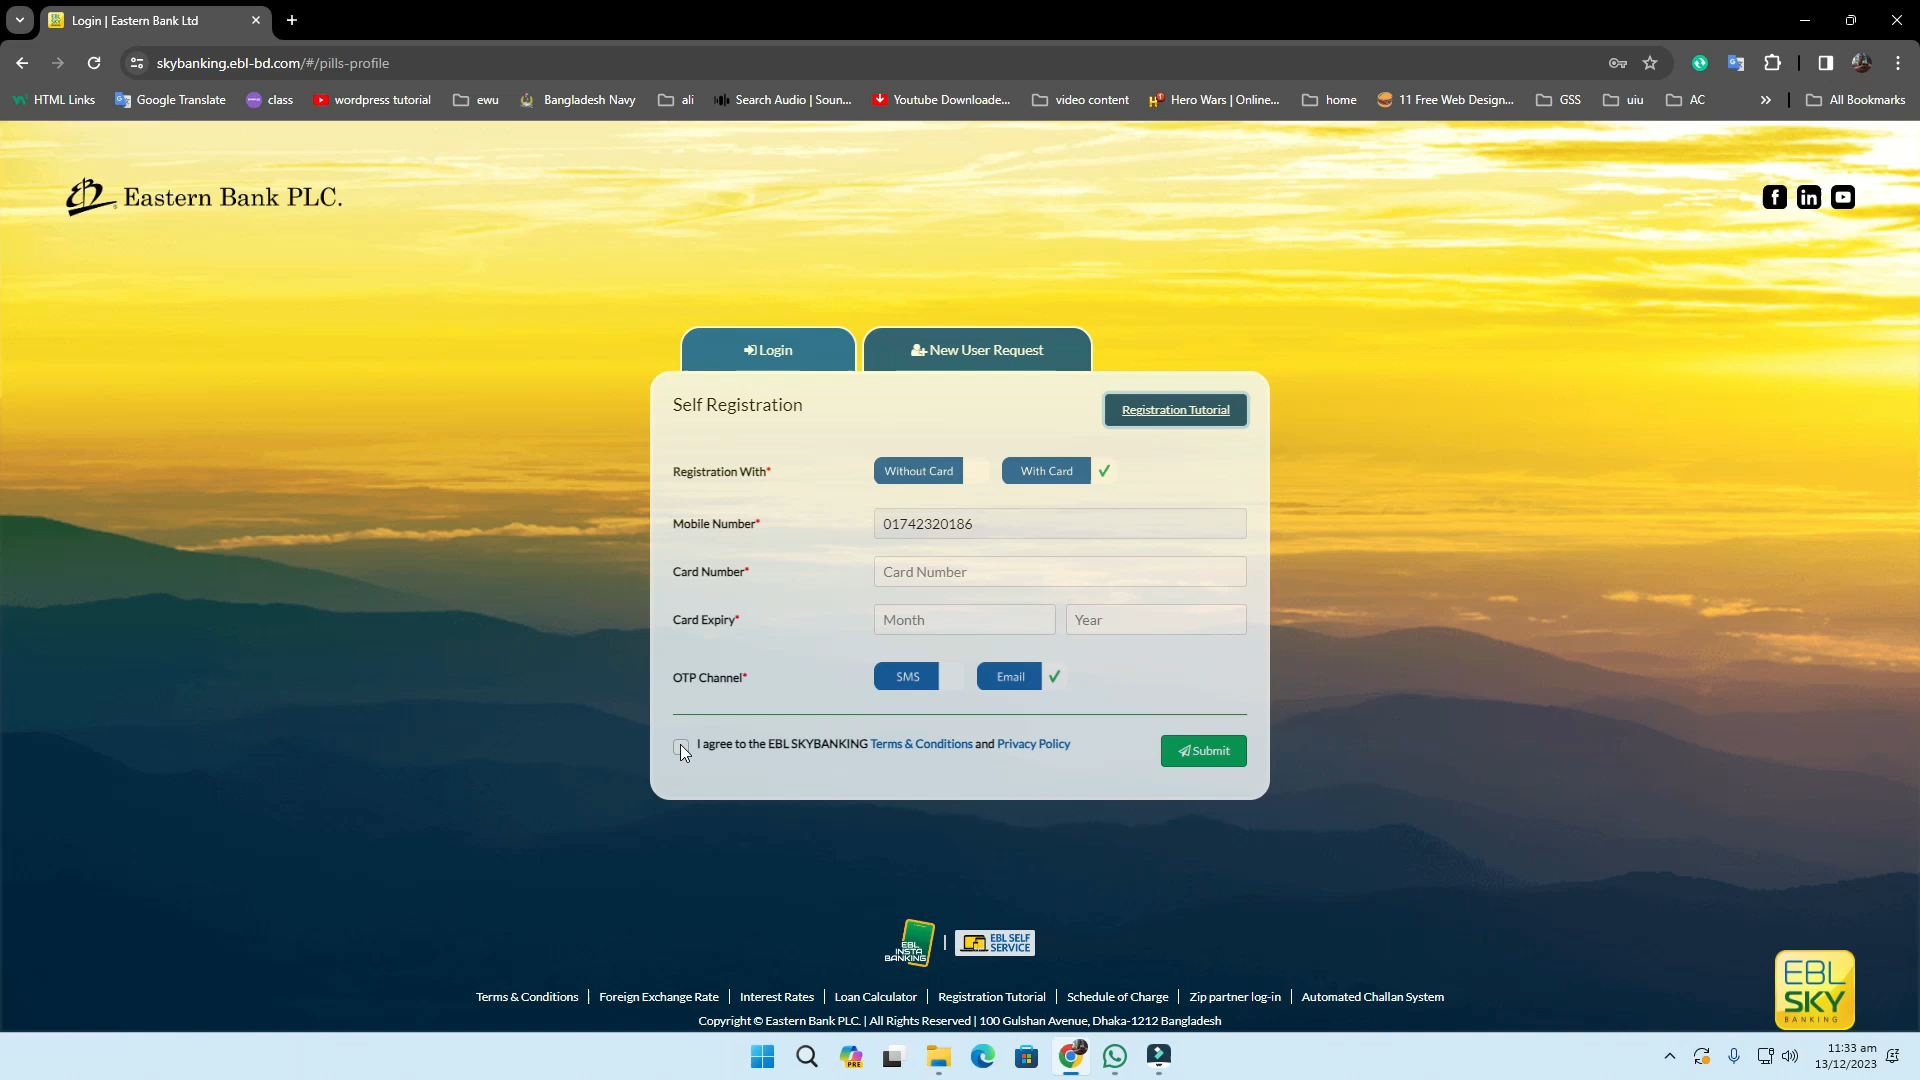 Login | Eastern Bank Ltd
skybanking.ebl-bd.com/#/pills-profile
HTML Links
Google Translate
class
wordpress tutorial
ewu
Bangladesh Navy
ali
Search Audio | Soun...
Youtube Downloade...
video content
Hero Wars | Online...
home
11 Free Web Design...
GSS
uiu
AC
All Bookmarks
Eastern Bank PLC.
Login
New User Request
Self Registration
Registration Tutorial
Registration With*
Without Card
With Card
Mobile Number*
01742320186
Card Number*
Card Number
Card Expiry*
Month
Year
OTP Channel*
SMS
Email
I agree to the EBL SKYBANKING Terms & Conditions and Privacy Policy
Submit
EBL
INSTA
BANKING
EBL SELF
SERVICE
EBL
SKY
BANKING
Terms & Conditions
Foreign Exchange Rate
Interest Rates
Loan Calculator
Registration Tutorial
Schedule of Charge
Zip partner log-in
Automated Challan System
Copyright © Eastern Bank PLC. | All Rights Reserved | 100 Gulshan Avenue, Dhaka-1212 Bangladesh
PRE
11:33 am
13/12/2023